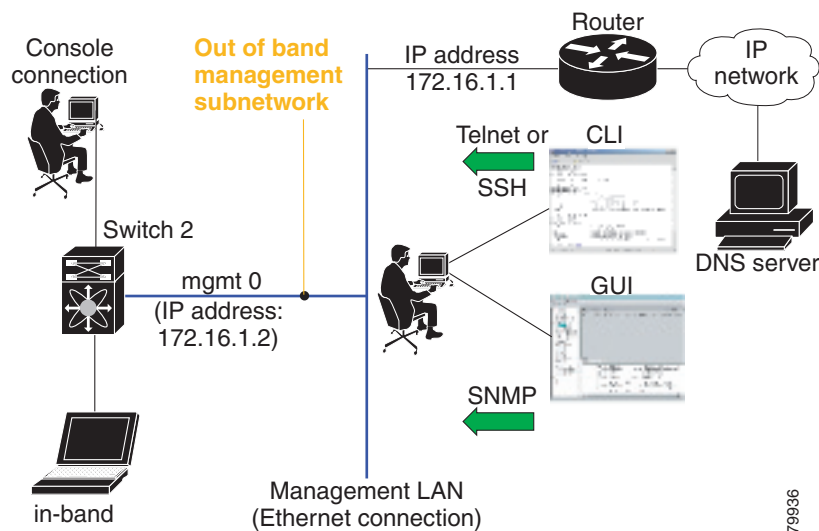 Console
connection
Out of band
management
subnetwork
Router
IP address
172.16.1.1
IP
network
Telnet or
SSH
CLI
Switch 2
DNS server
mgmt 0
(IP address:
172.16.1.2)
GUI
SNMP
in-band
Management LAN
(Ethernet connection)
79936